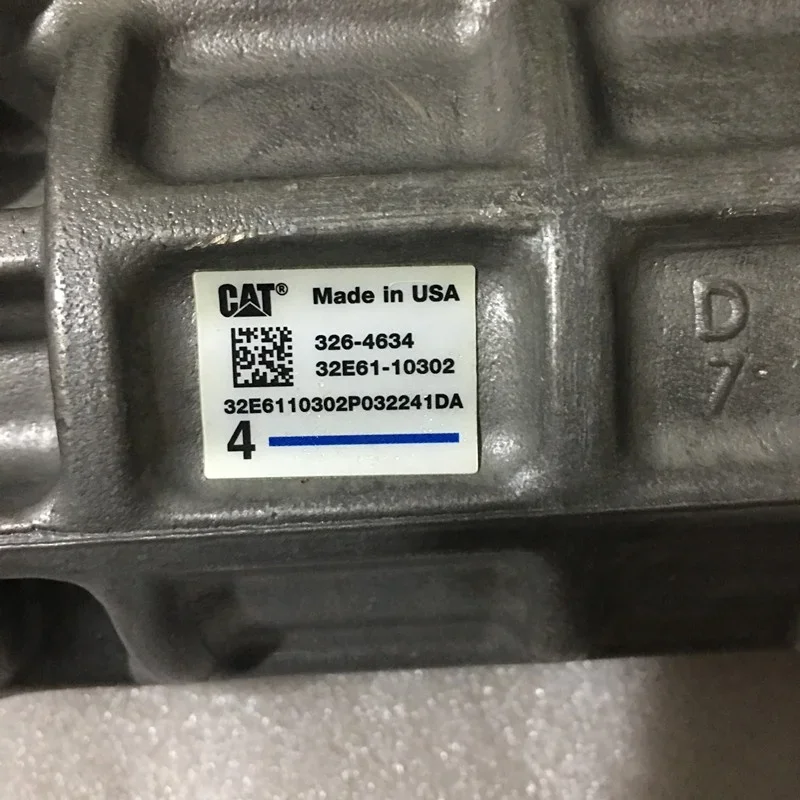 CAT® Made in USA
326-4634
32E61-10302
32E6110302P032241DA
4
D
7